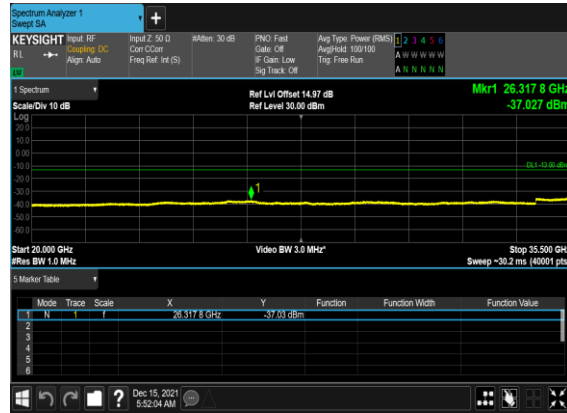 Spectrum Analyzer 1
Swept SA
+
KEYSIGHT Input: RF Input Z: 50 Ω #Atten: 30 dB PNO: Fast Avg Type: Power (RMS) 1 2 3 4 5 6
RL Coupling: DC Corr CCorr Gate: Off Avg|Hold: 100/100 A W W W W W
Align: Auto Freq Ref: Int (S) IF Gain: Low Trig: Free Run A N N N N N
Sig Track: Off
LW
1 Spectrum Ref Lvl Offset 14.97 dB Mkr1 26.317 8 GHz
Scale/Div 10 dB Ref Level 30.00 dBm -37.027 dBm
Log
20.0
10.0
0.00
-10.0 DL1 -13.00 dBm
-20.0
-30.0 1
-40.0
-50.0
-60.0
Start 20.000 GHz Video BW 3.0 MHz* Stop 35.500 GHz
#Res BW 1.0 MHz Sweep ~30.2 ms (40001 pts)
5 Marker Table
Mode Trace Scale X Y Function Function Width Function Value
1 N 1 f 26.317 8 GHz -37.03 dBm
2
3
4
5
6
? Dec 15, 2021
5:52:04 AM